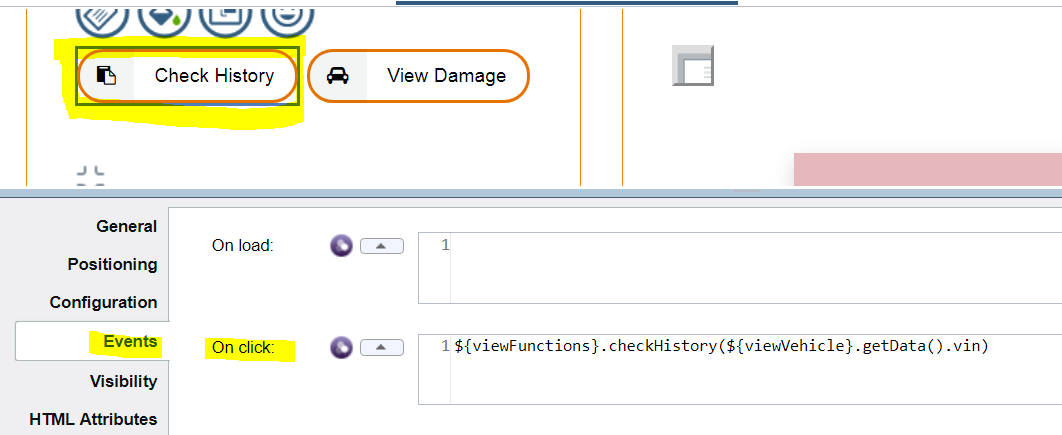 Check History
View Damage
General
On load:
1
Positioning
Configuration
Events
On click:
1 ${viewFunctions}.checkHistory(${viewVehicle}.getData().vin)
Visibility
HTML Attributes